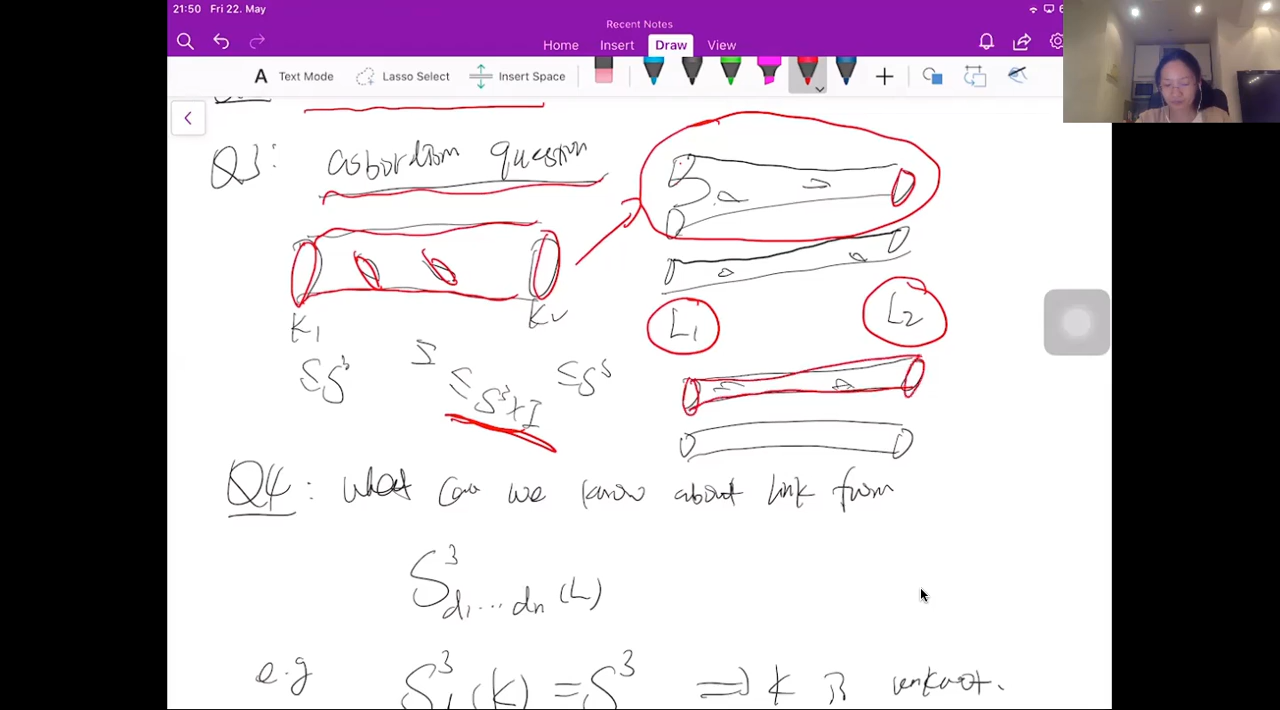 21:50 Fri 22. May
Recent Notes
Home Insert Draw View
A Text Mode Lasso Select Insert Space
Q3: cobordism question
K1 K2
⊆S³ Σ ⊆S³×I ⊆S³
L1 L2
Q4: what can we know about link from
S³d1...dn(L)
e.g S³1(K) = S³ ⟹ K is unknot.